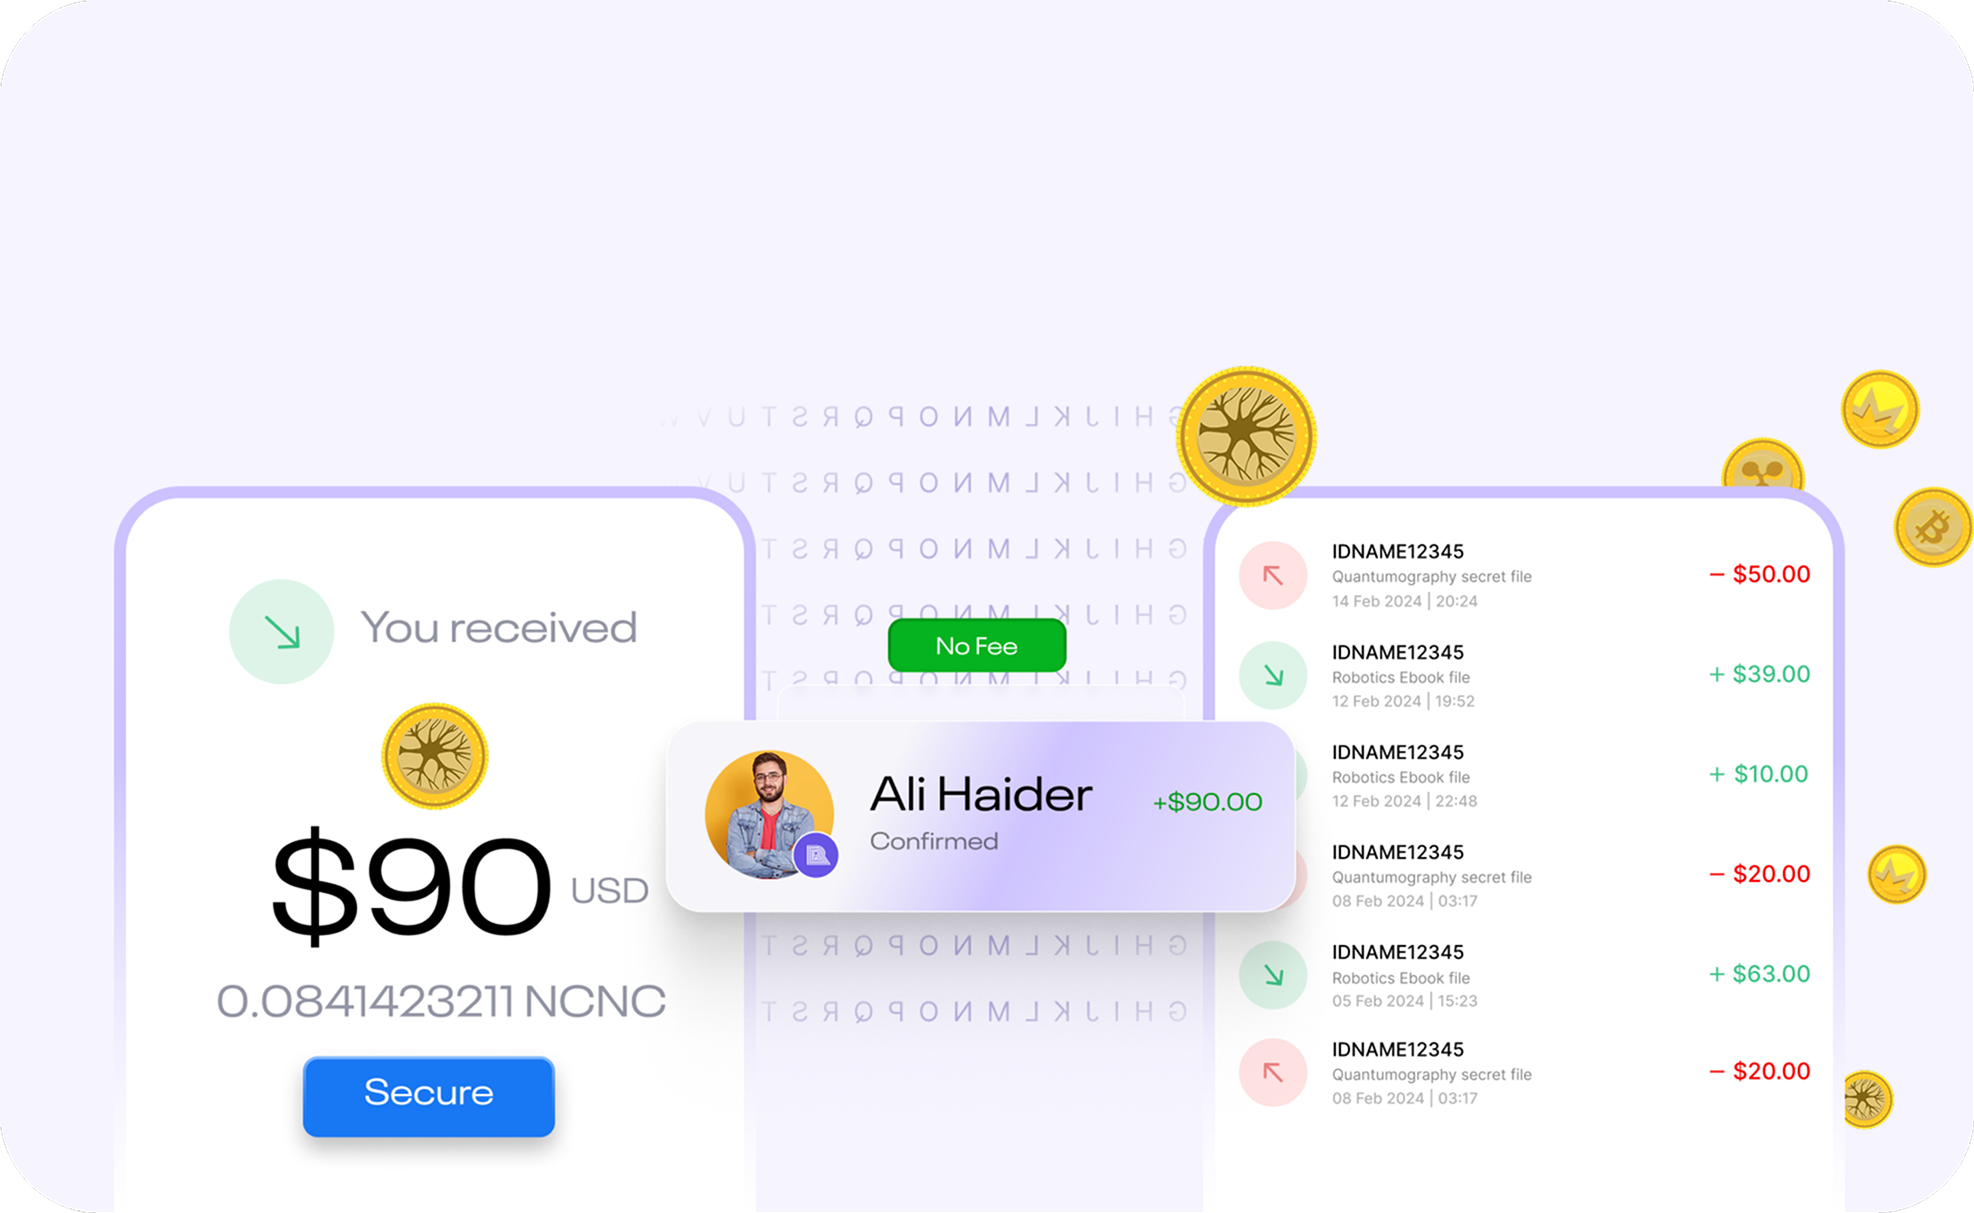 W V U T S R Q P O N M L K J I H G
V U T S R Q P O N M L K J I H G
T S R Q P O N M L K J I H G
T S R Q P O N M L K J I H G
T S R Q P O N M L K J I H G
T S R Q P O N M L K J I H G
T S R Q P O N M L K J I H G
You received
$90 USD
0.0841423211 NCNC
Secure
No Fee
Ali Haider
Confirmed
+$90.00
IDNAME12345
Quantumography secret file
14 Feb 2024 | 20:24
– $50.00
IDNAME12345
Robotics Ebook file
12 Feb 2024 | 19:52
+ $39.00
IDNAME12345
Robotics Ebook file
12 Feb 2024 | 22:48
+ $10.00
IDNAME12345
Quantumography secret file
08 Feb 2024 | 03:17
– $20.00
IDNAME12345
Robotics Ebook file
05 Feb 2024 | 15:23
+ $63.00
IDNAME12345
Quantumography secret file
08 Feb 2024 | 03:17
– $20.00